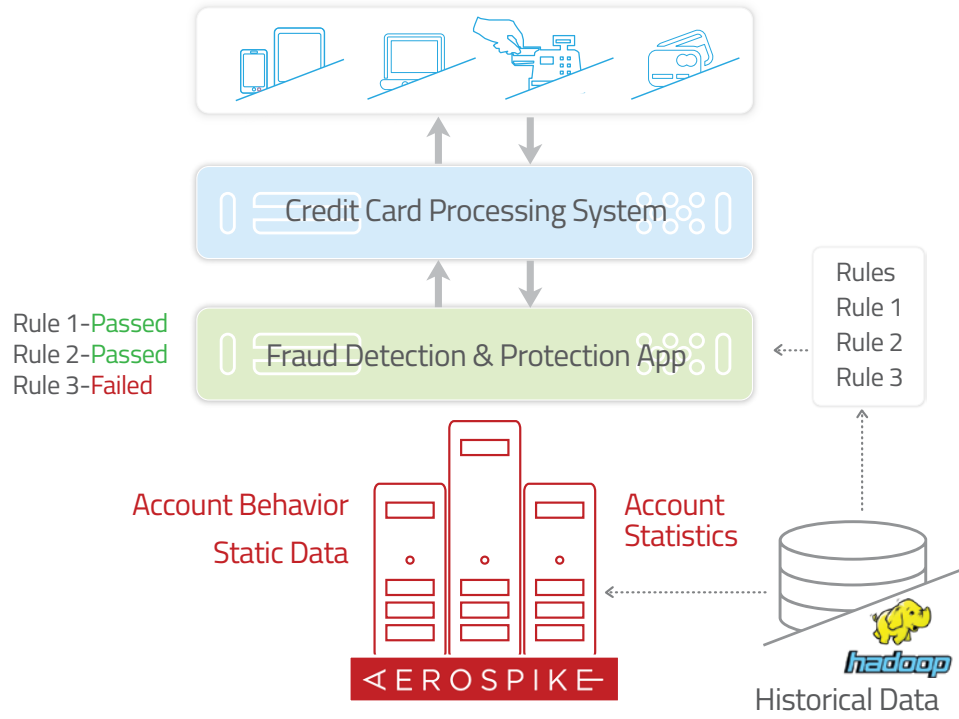 Credit Card Processing System
Rules
Rule 1
Rule 2
Rule 3
Rule 1-Passed
Rule 2-Passed
Rule 3-Failed
Fraud Detection & Protection App
Account Behavior
Static Data
Account
Statistics
AEROSPIKE
hadoop
Historical Data